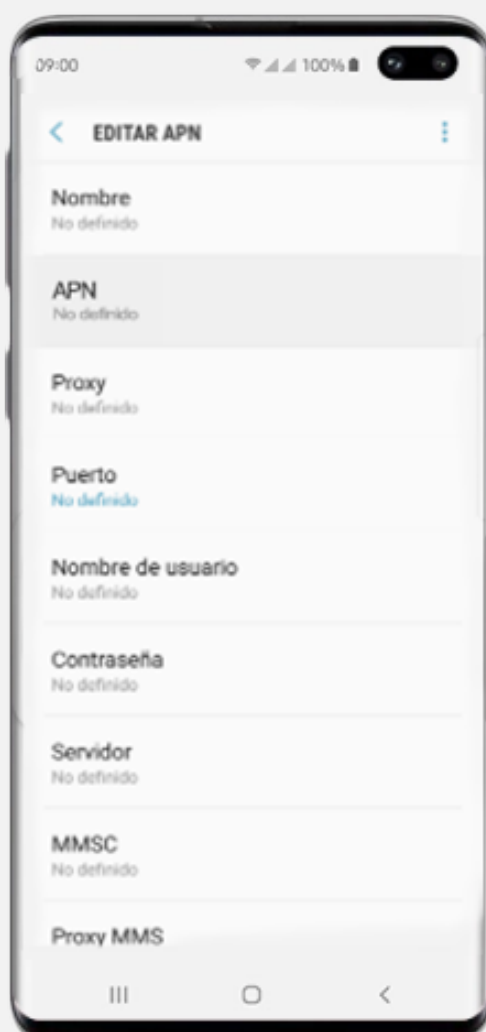 09:00 100%
EDITAR APN
Nombre
No definido
APN
No definido
Proxy
No definido
Puerto
No definido
Nombre de usuario
No definido
Contraseña
No definido
Servidor
No definido
MMSC
No definido
Proxy MMS